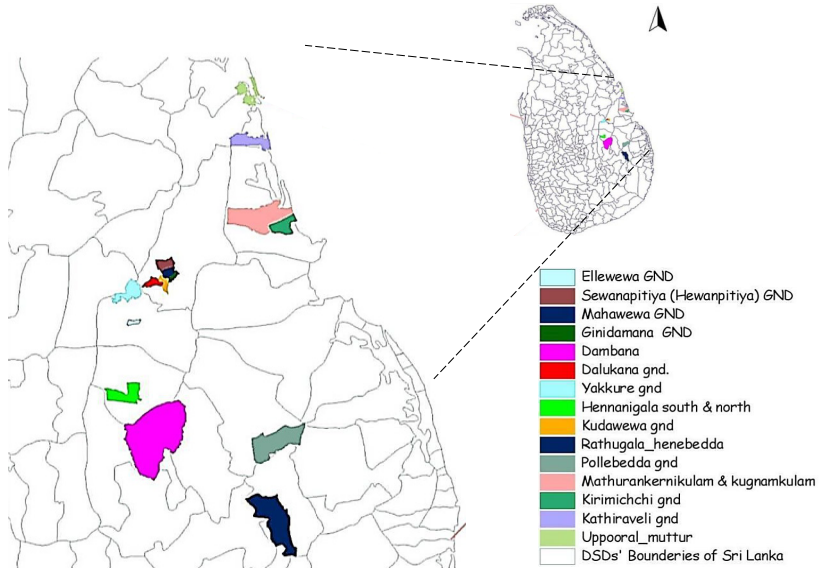 Ellewewa GND
Sewanapitiya (Hewanpitiya) GND
Mahawewa GND
Ginidamana GND
Dambana
Dalukana gnd.
Yakkure gnd
Hennanigala south & north
Kudawewa gnd
Rathugala_henebedda
Pollebedda gnd
Mathurankernikulam & kugnamkulam
Kirimichchi gnd
Kathiraveli gnd
Uppooral_muttur
DSDs' Bounderies of Sri Lanka